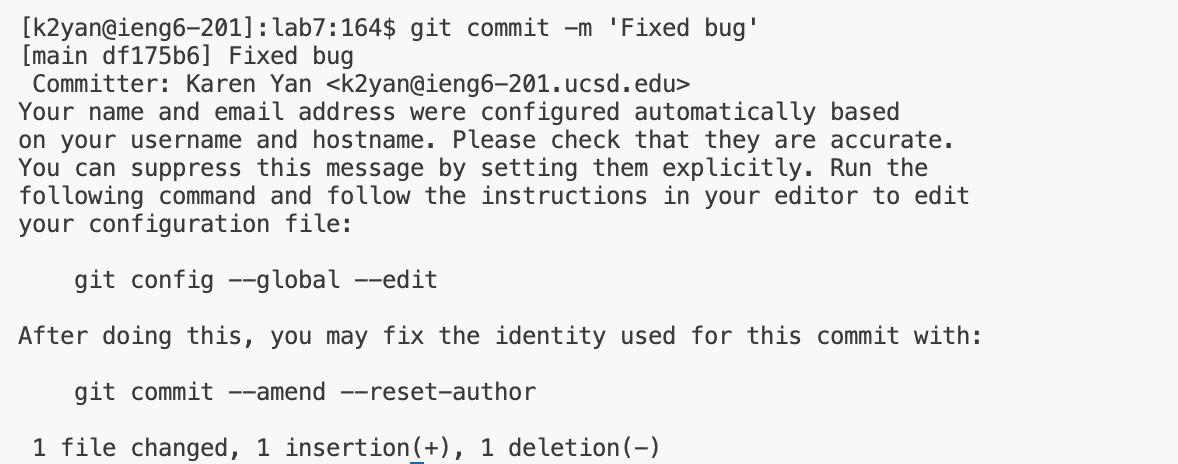 [k2yan@ieng6-201]:lab7:164$ git commit -m 'Fixed bug'
[main df175b6] Fixed bug
 Committer: Karen Yan <k2yan@ieng6-201.ucsd.edu>
Your name and email address were configured automatically based
on your username and hostname. Please check that they are accurate.
You can suppress this message by setting them explicitly. Run the
following command and follow the instructions in your editor to edit
your configuration file:

    git config --global --edit

After doing this, you may fix the identity used for this commit with:

    git commit --amend --reset-author

 1 file changed, 1 insertion(+), 1 deletion(-)